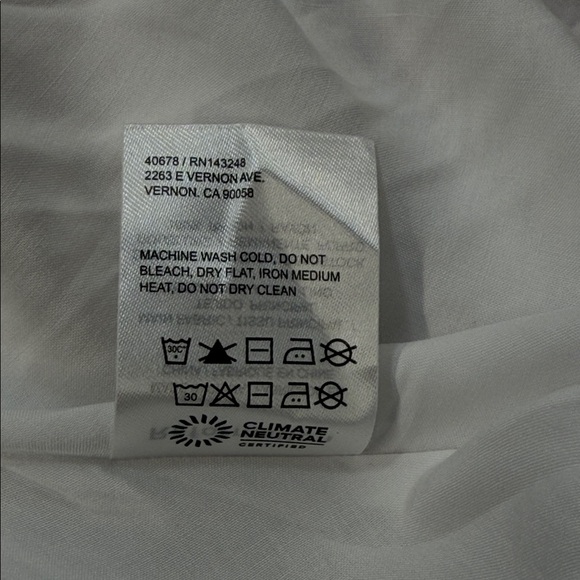 40678 / RN143248
2263 E VERNON AVE.
VERNON. CA 90058
MACHINE WASH COLD, DO NOT
BLEACH, DRY FLAT, IRON MEDIUM
HEAT, DO NOT DRY CLEAN
30C°
30
CLIMATE
NEUTRAL
CERTIFIED